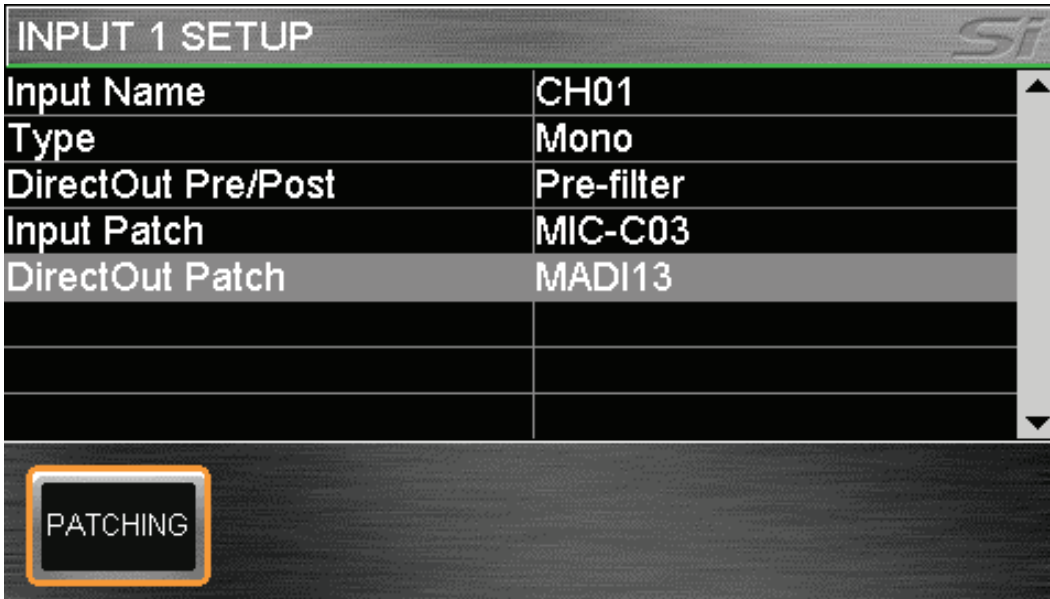 INPUT 1 SETUP Si
Input Name CH01
Type Mono
DirectOut Pre/Post Pre-filter
Input Patch MIC-C03
DirectOut Patch MADI13
PATCHING